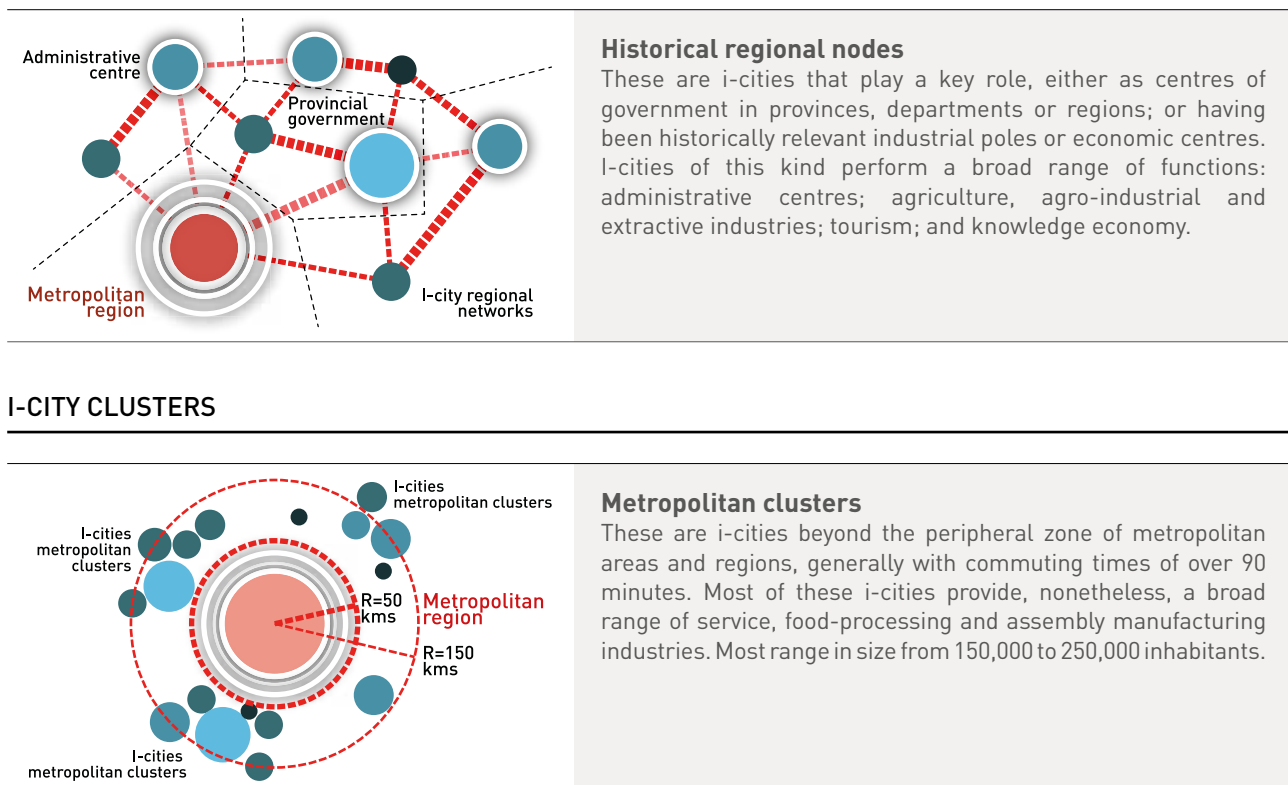 Administrative
centre
Provincial
government
Metropolitan
region
I-city regional
networks
Historical regional nodes
These are i-cities that play a key role, either as centres of
government in provinces, departments or regions; or having
been historically relevant industrial poles or economic centres.
I-cities of this kind perform a broad range of functions:
administrative centres; agriculture, agro-industrial and
extractive industries; tourism; and knowledge economy.
I-CITY CLUSTERS
I-cities
metropolitan clusters
I-cities
metropolitan
clusters
R=50
kms
Metropolitan
region
R=150
kms
I-cities
metropolitan clusters
Metropolitan clusters
These are i-cities beyond the peripheral zone of metropolitan
areas and regions, generally with commuting times of over 90
minutes. Most of these i-cities provide, nonetheless, a broad
range of service, food-processing and assembly manufacturing
industries. Most range in size from 150,000 to 250,000 inhabitants.